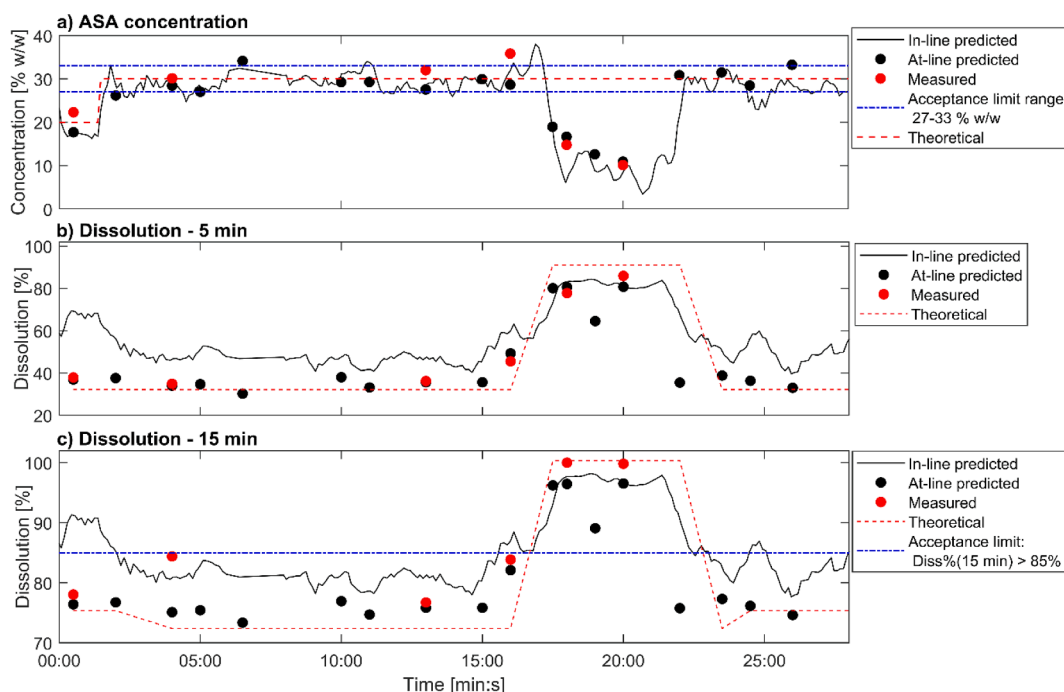 a) ASA concentration
Concentration [% w/w]
40
30
20
10
0
In-line predicted
At-line predicted
Measured
Acceptance limit range
27-33 % w/w
Theoretical
b) Dissolution - 5 min
Dissolution [%]
100
80
60
40
20
In-line predicted
At-line predicted
Measured
Theoretical
c) Dissolution - 15 min
Dissolution [%]
100
90
80
70
In-line predicted
At-line predicted
Measured
Theoretical
Acceptance limit:
Diss%(15 min) > 85%
00:00 05:00 10:00 15:00 20:00 25:00
Time [min:s]